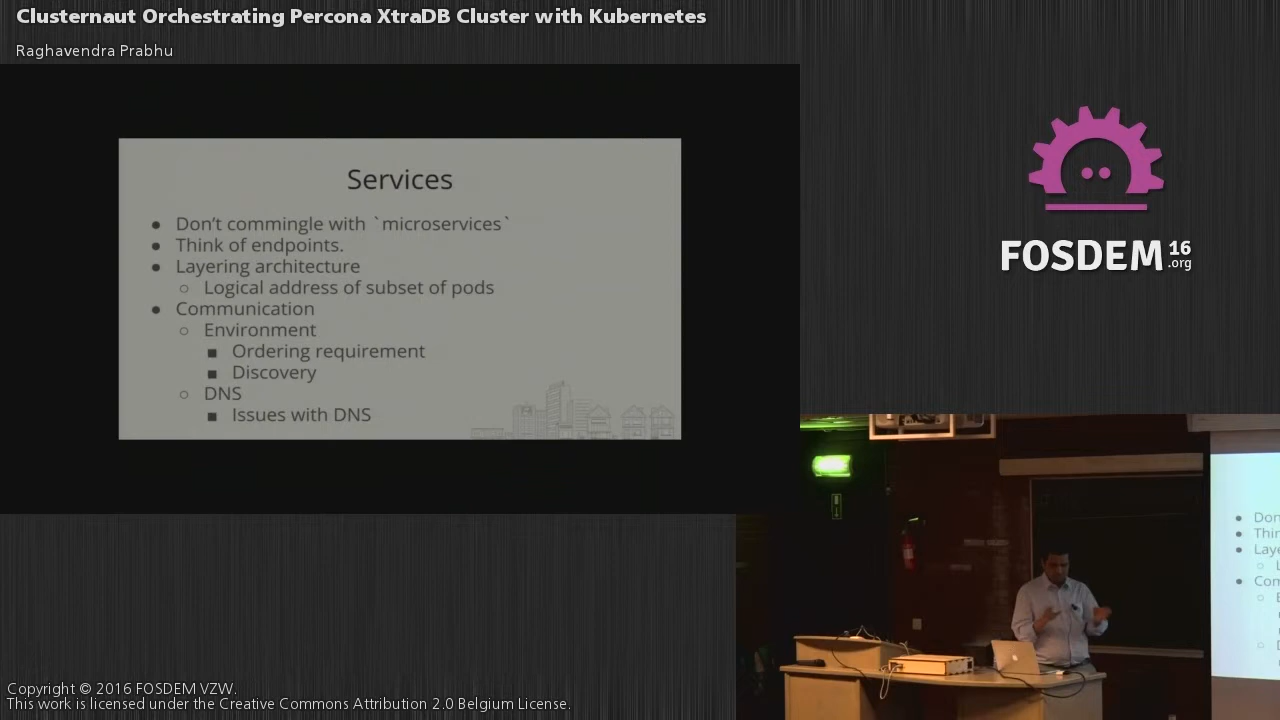 Clusternaut Orchestrating Percona XtraDB Cluster with Kubernetes
Raghavendra Prabhu
Services
● Don't commingle with `microservices`
● Think of endpoints.
● Layering architecture
○ Logical address of subset of pods
● Communication
○ Environment
■ Ordering requirement
■ Discovery
○ DNS
■ Issues with DNS
FOSDEM 16
.org
Copyright © 2016 FOSDEM VZW.
This work is licensed under the Creative Commons Attribution 2.0 Belgium License.